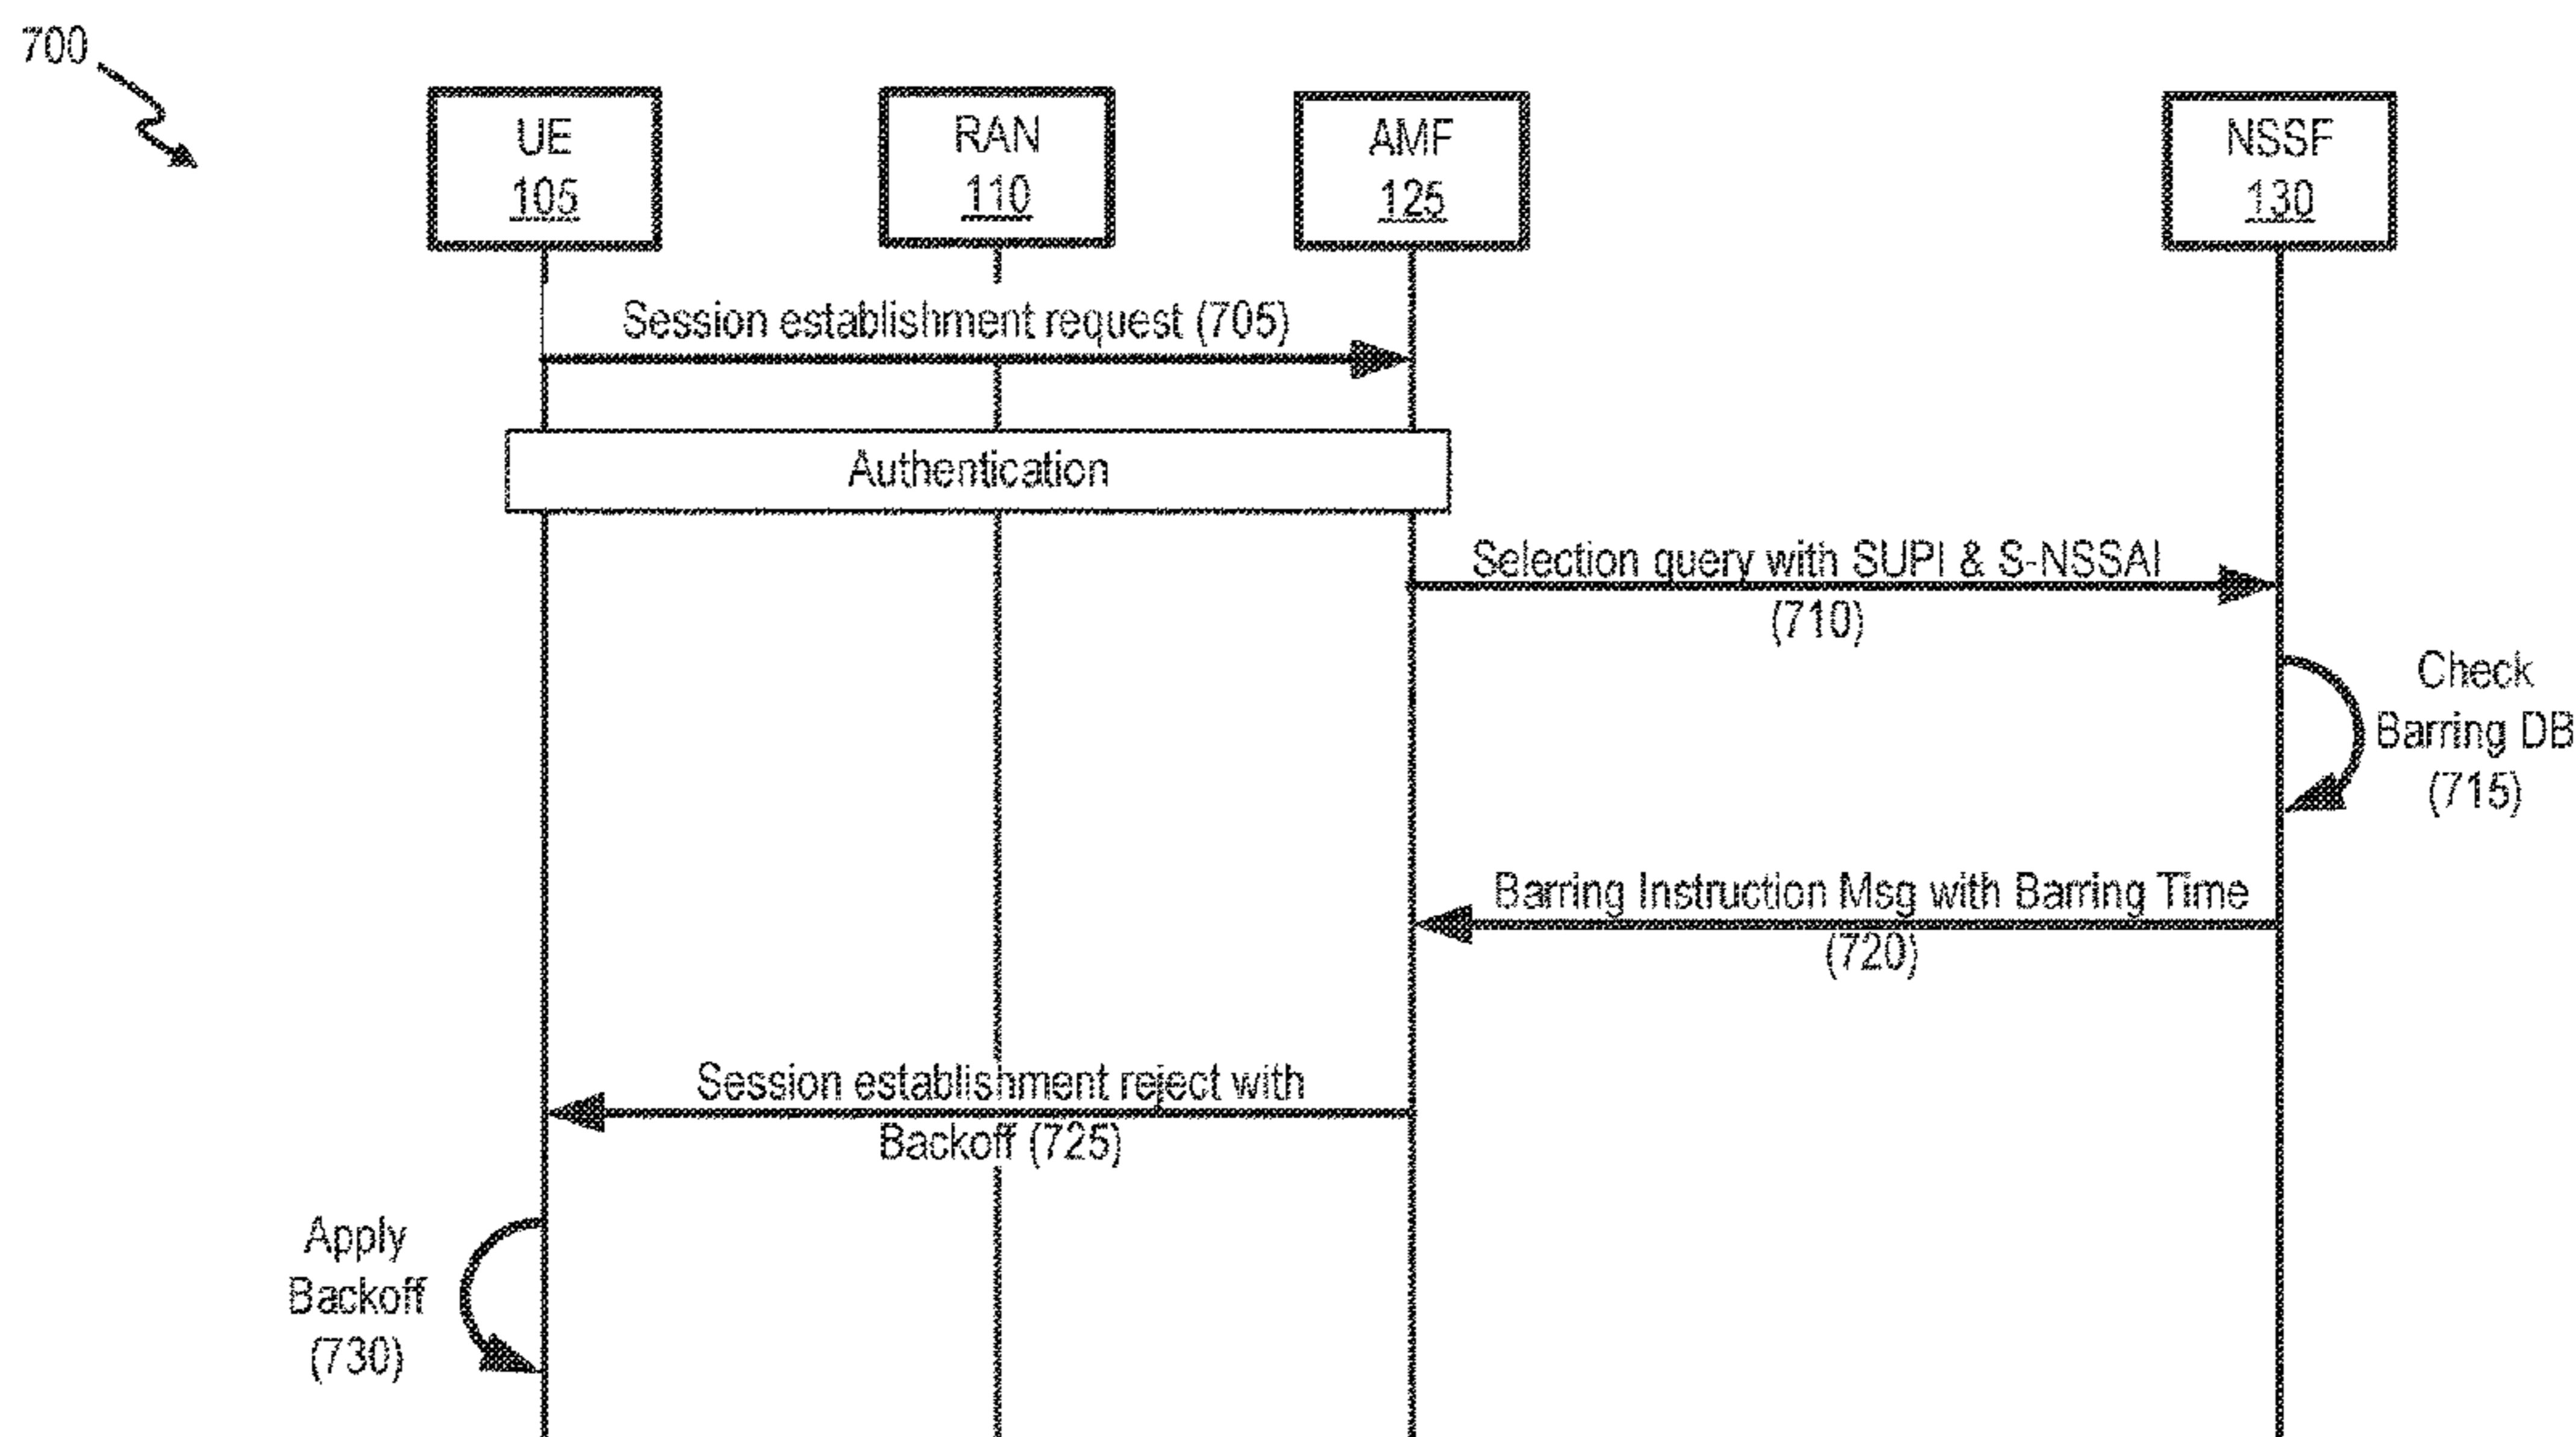 700
UE
105
RAN
110
AMF
125
NSSF
130
Session establishment request (705)
Authentication
Selection query with SUPI & S-NSSAI
(710)
Check
Barring DB
(715)
Barring Instruction Msg with Barring Time
(720)
Session establishment reject with
Backoff (725)
Apply
Backoff
(730)